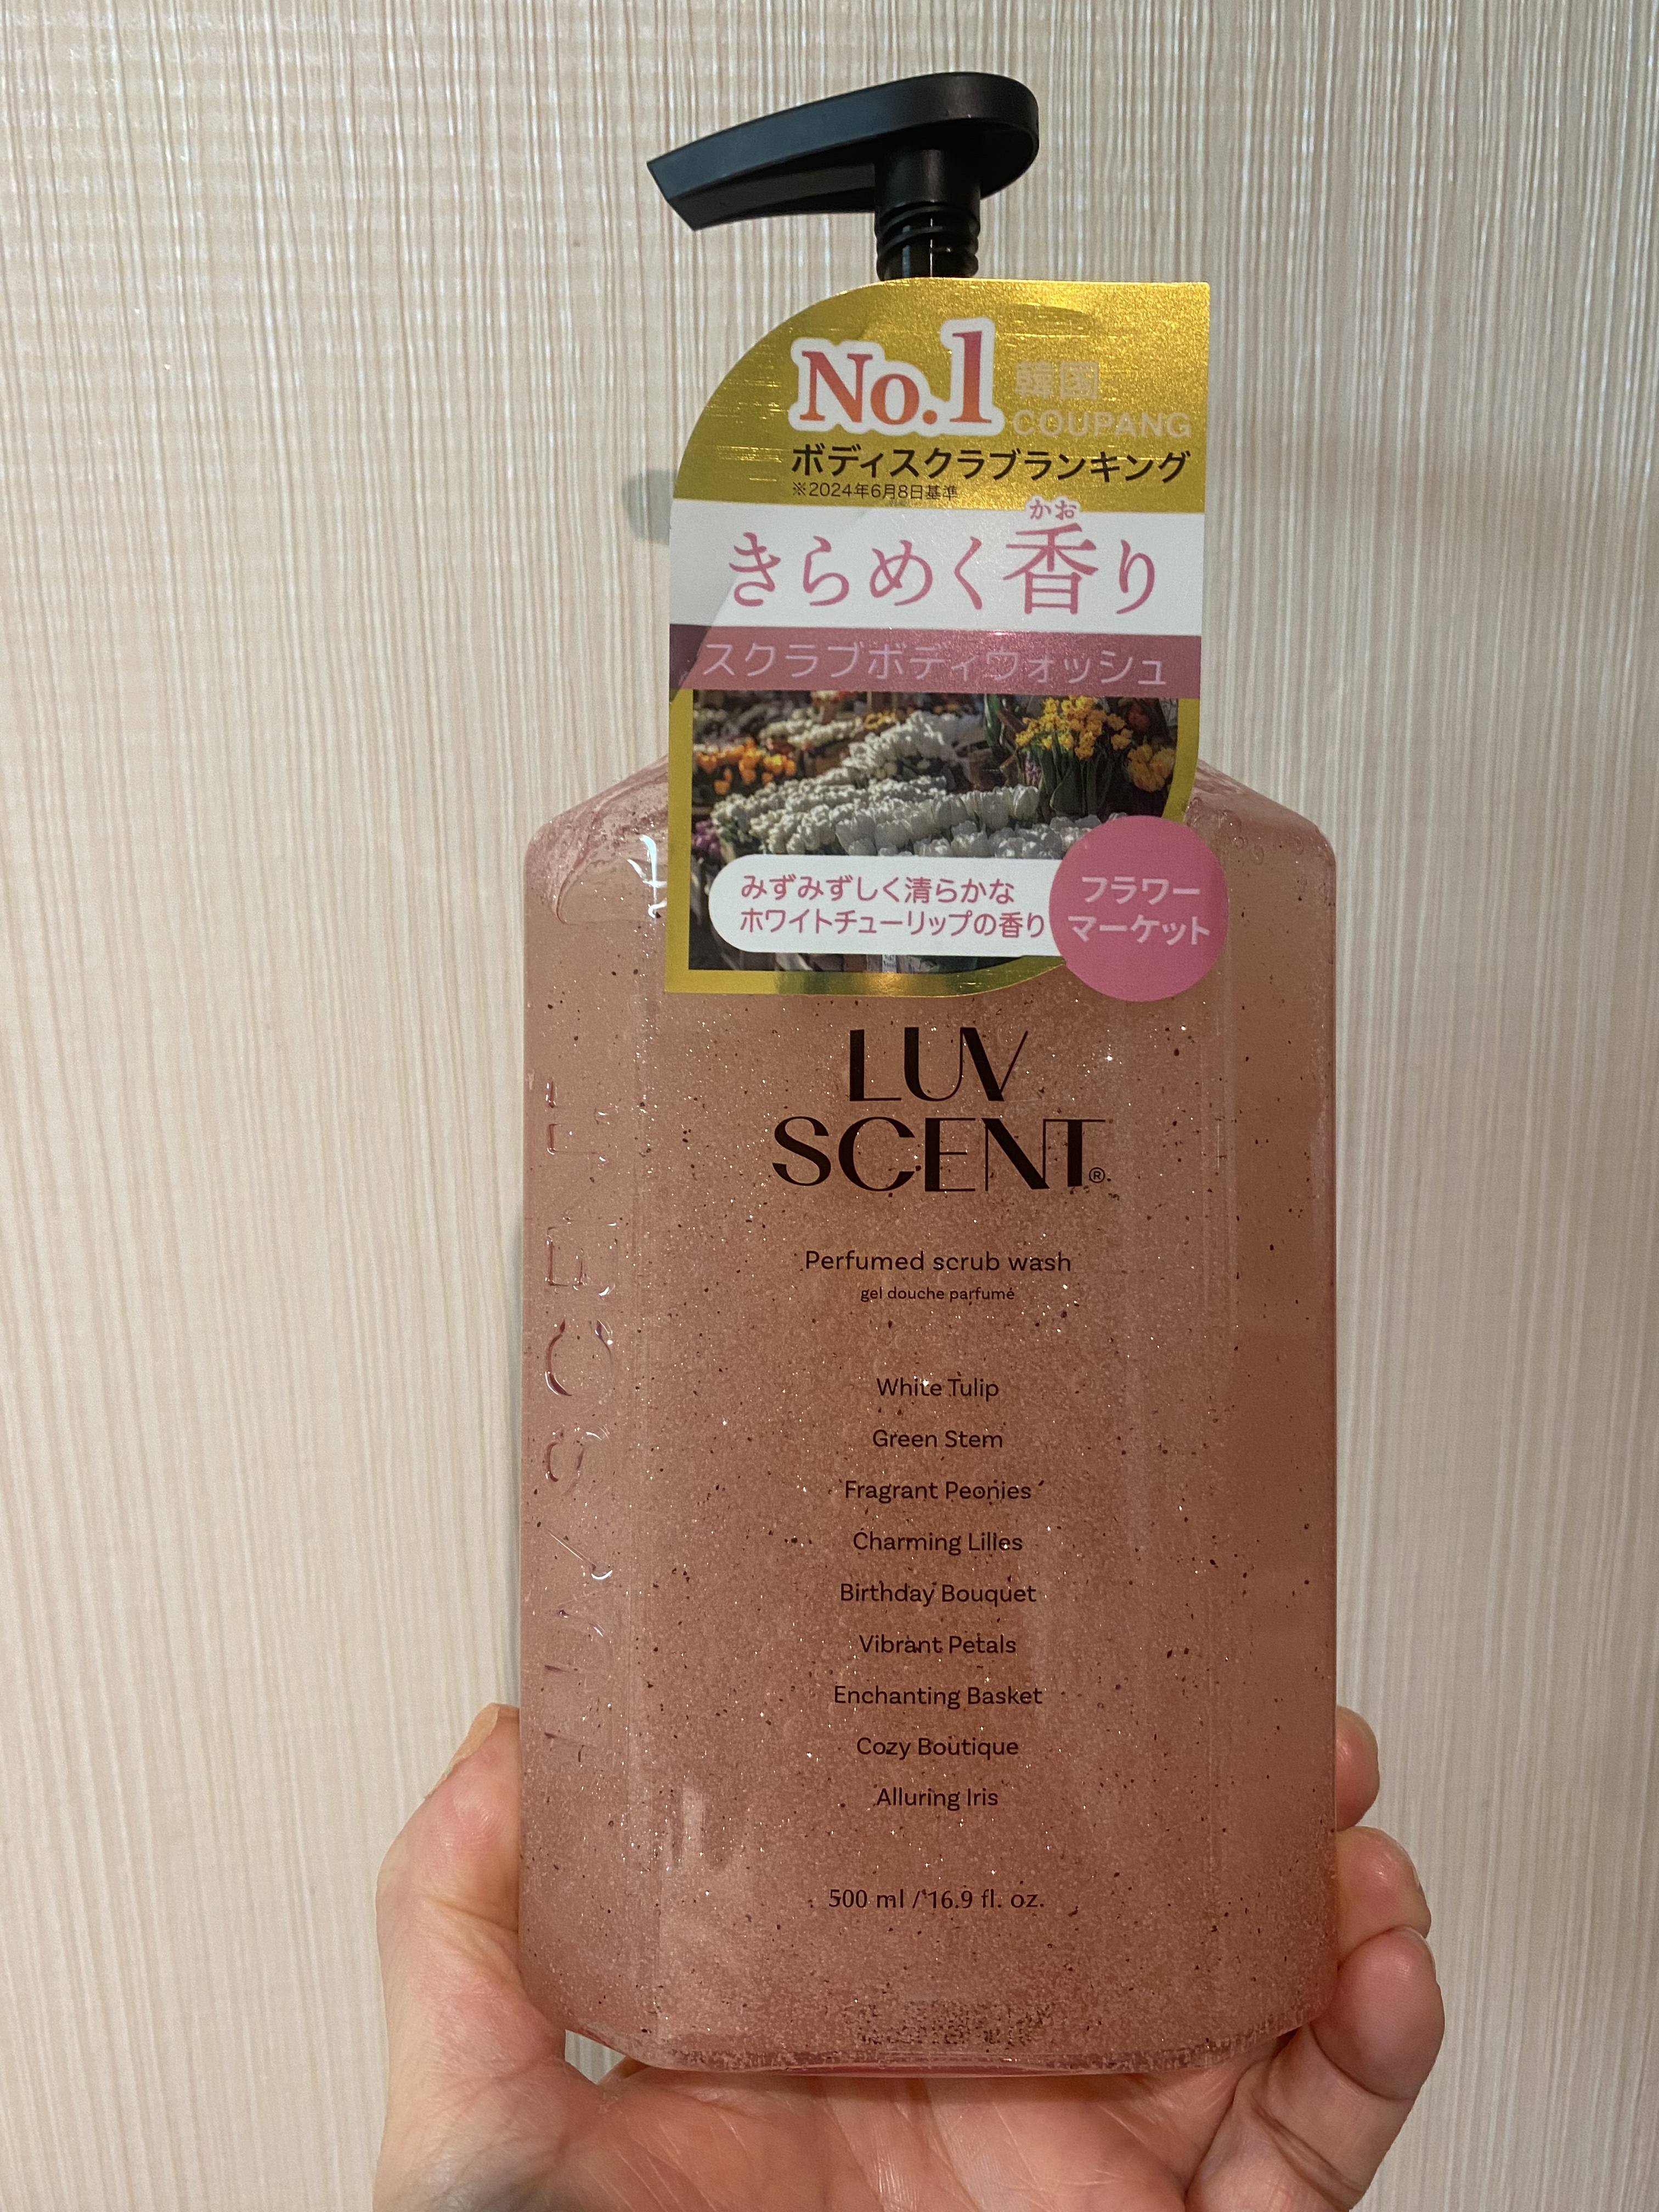 No.1 韓国
COUPANG
ボディスクラブランキング
※2024年6月8日基準
かお
きらめく香り
スクラブボディウォッシュ
みずみずしく清らかな
ホワイトチューリップの香り
フラワー
マーケット
LUV
SCENT®
Perfumed scrub wash
gel douche parfumé
White Tulip
Green Stem
Fragrant Peonies
Charming Lilles
Birthday Bouquet
Vibrant Petals
Enchanting Basket
Cozy Boutique
Alluring Iris
500 ml / 16.9 fl. oz.
LUV SCENT